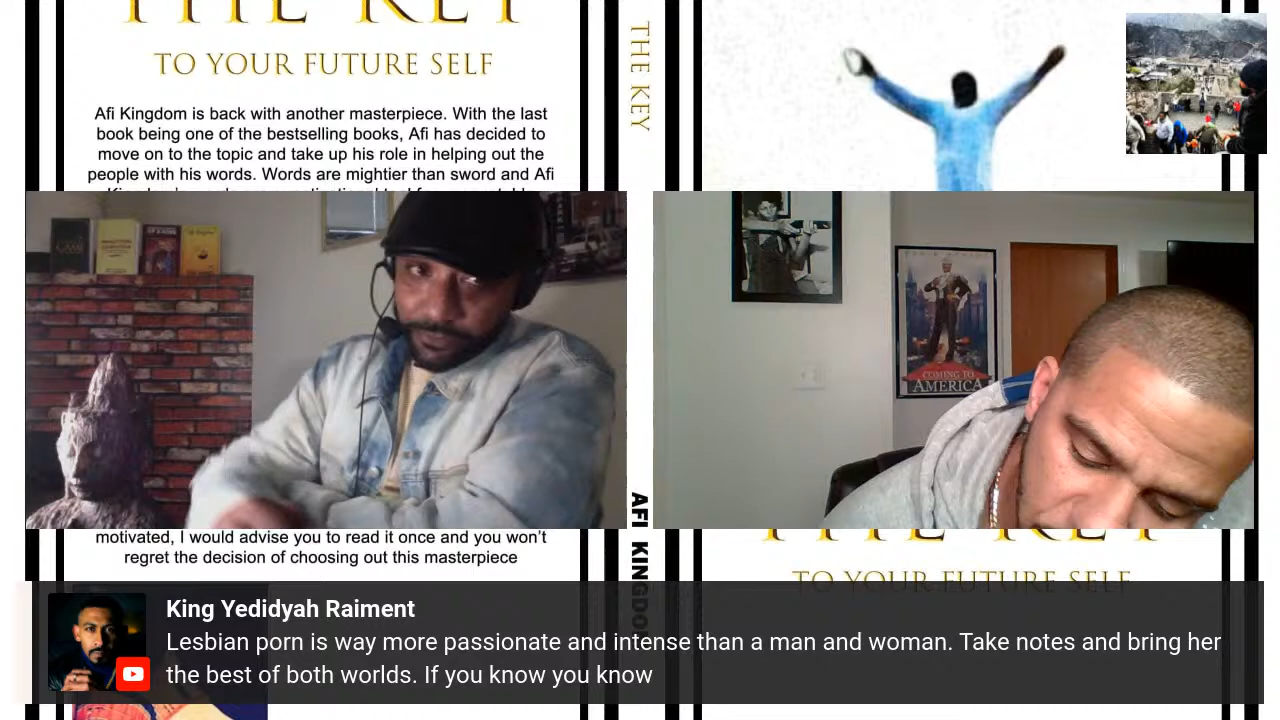 TO YOUR FUTURE SELF
Afi Kingdom is back with another masterpiece. With the last
book being one of the bestselling books, Afi has decided to
move on to the topic and take up his role in helping out the
people with his words. Words are mightier than sword and Afi
THE KEY
COMING TO
AMERICA
motivated, I would advise you to read it once and you won't
regret the decision of choosing out this masterpiece
AFI KINGDO
THE KEY
TO YOUR FUTURE SELF
King Yedidyah Raiment
Lesbian porn is way more passionate and intense than a man and woman. Take notes and bring her
the best of both worlds. If you know you know